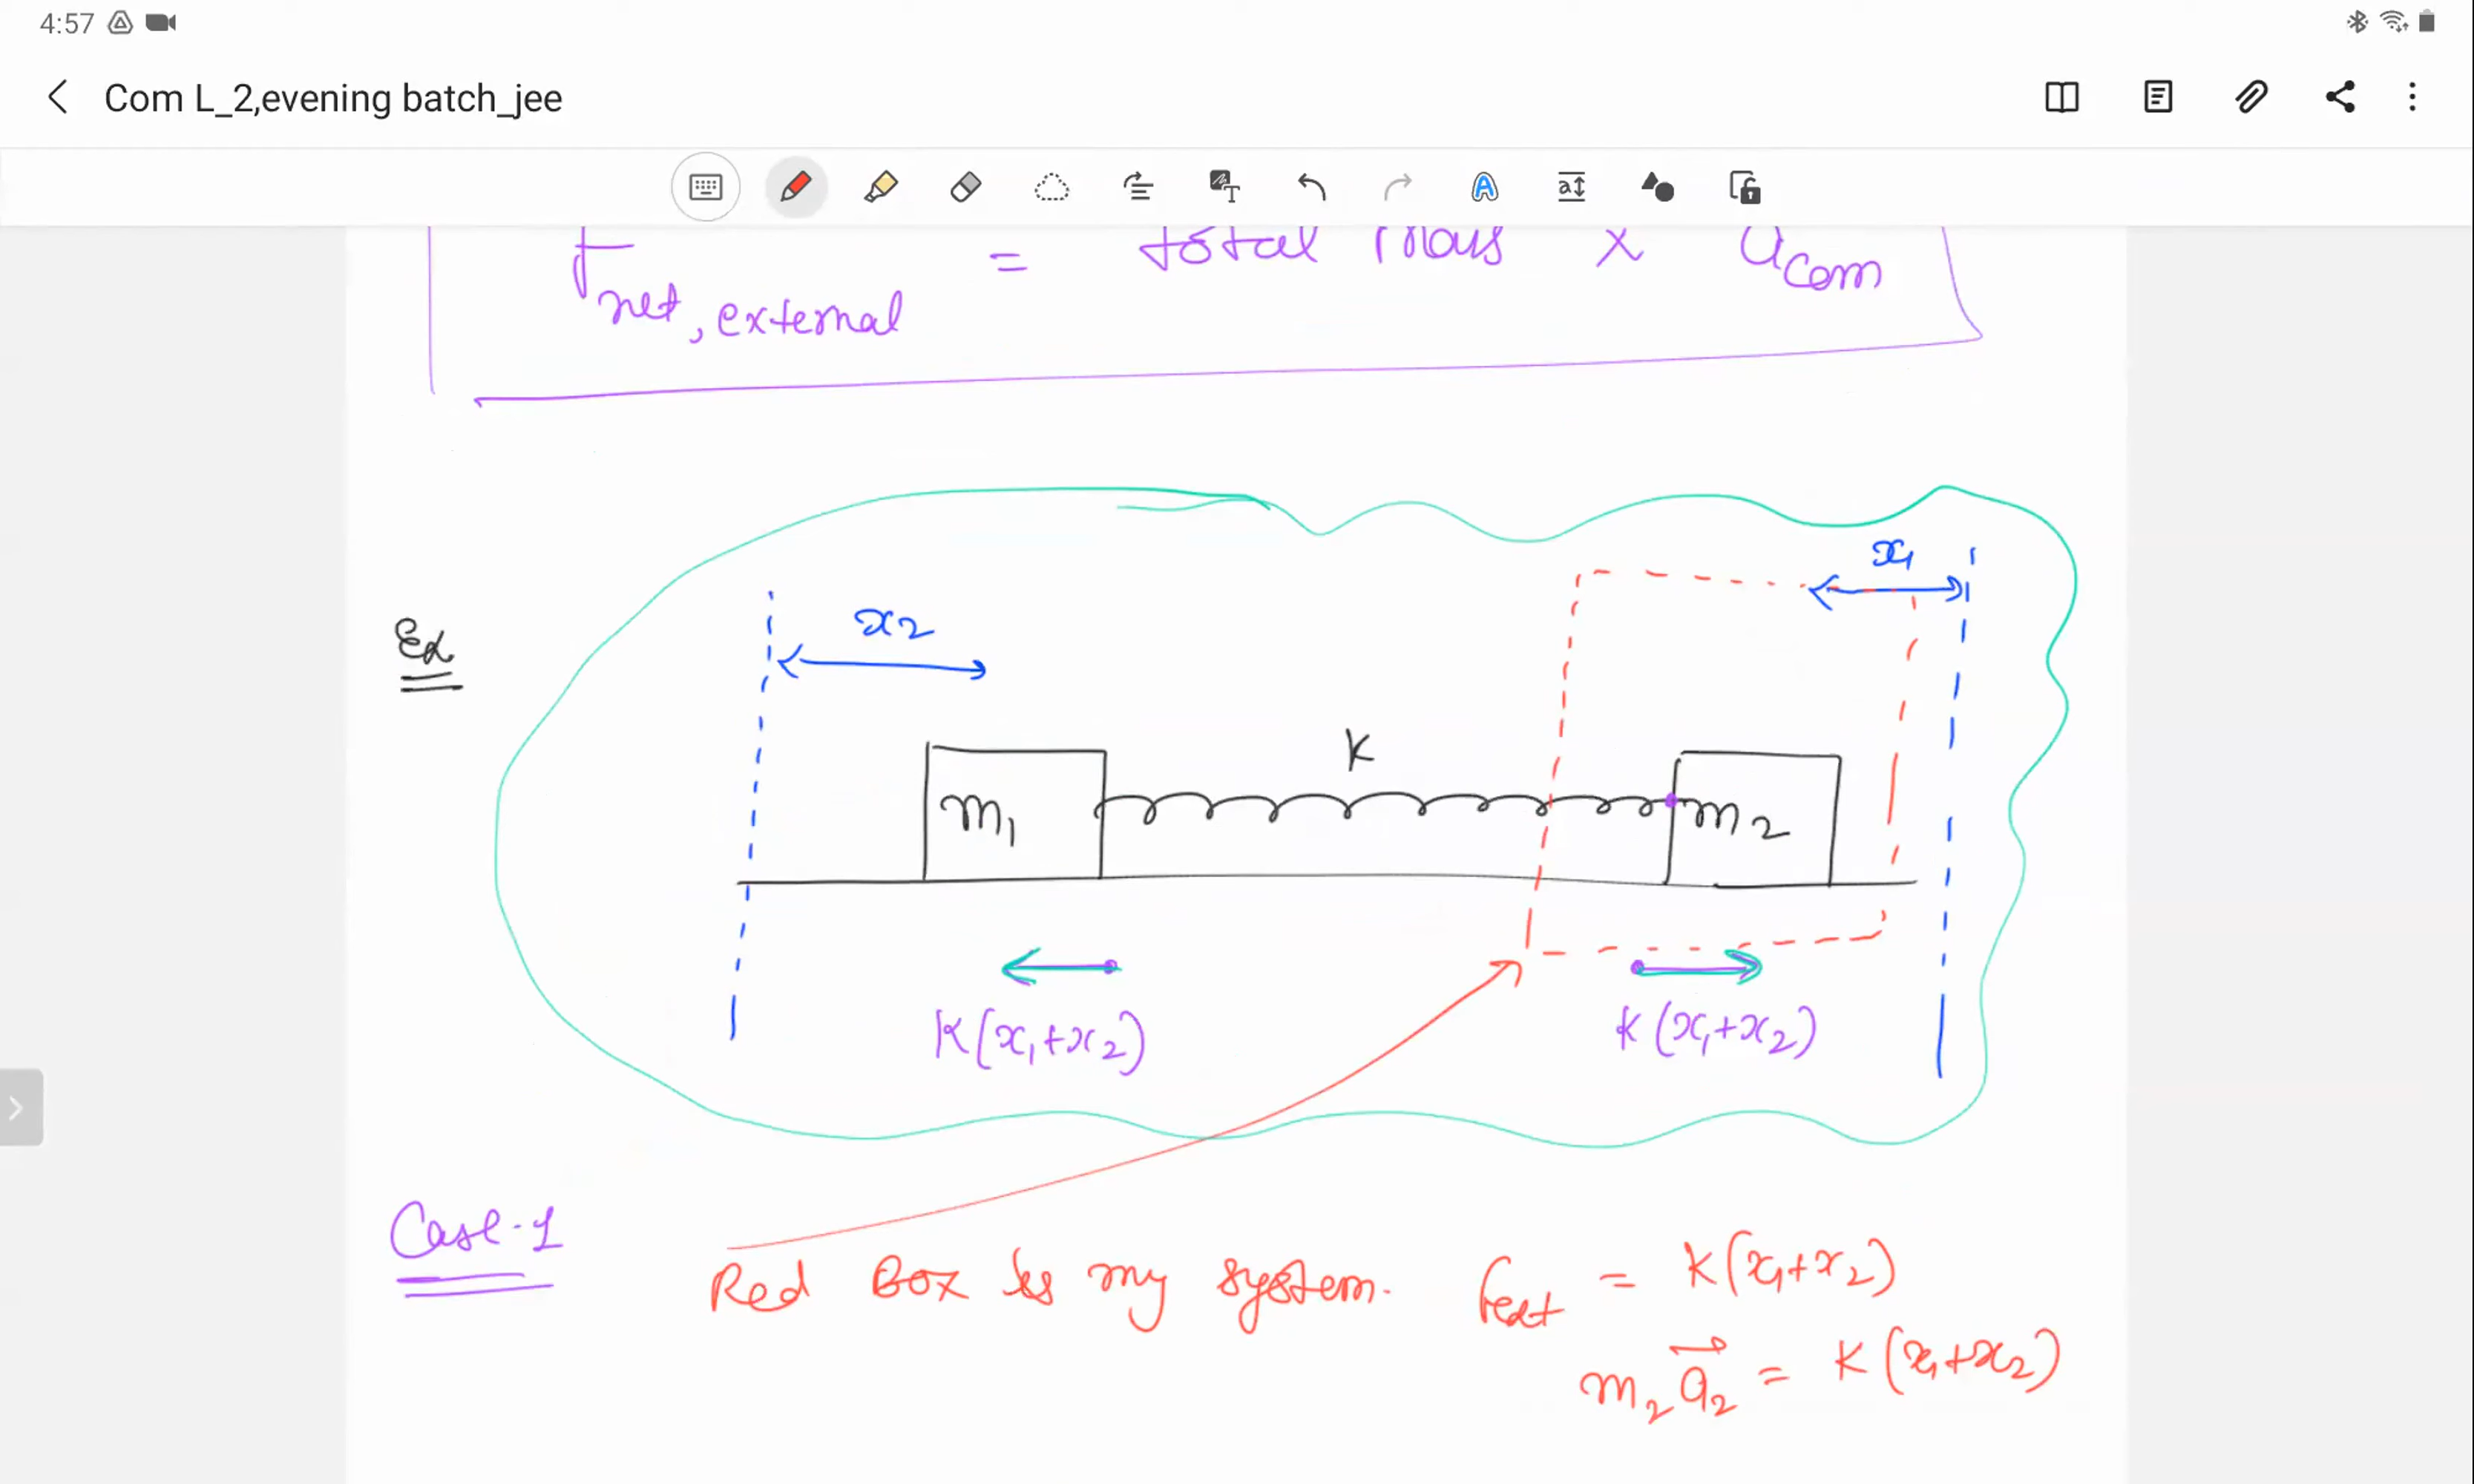 4:57
Com L_2,evening batch_jee
F net, external = total mass × a com
x1
x2
Ex
K
m1
m2
K(x1+x2)
K(x1+x2)
Case-1
Red Box is my system. Fext = K(x1+x2)
m2 a2 = K(x1+x2)